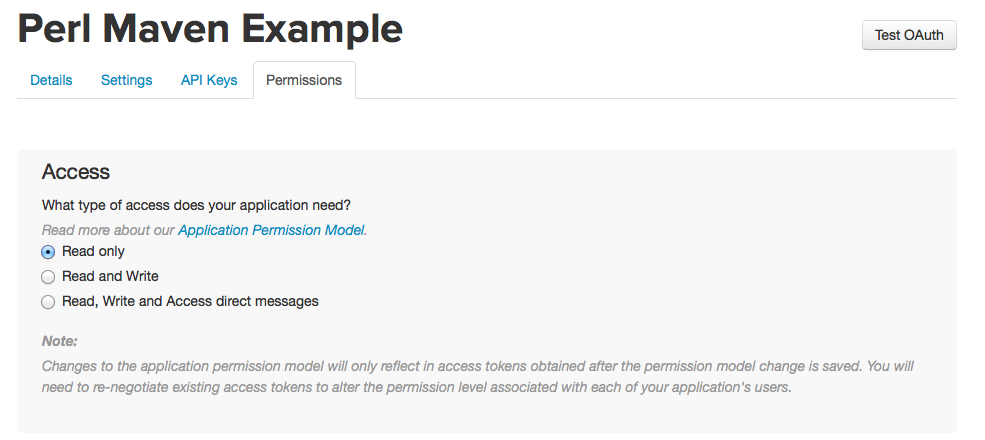 Perl Maven Example
Test OAuth
Details Settings API Keys Permissions
Access
What type of access does your application need?
Read more about our Application Permission Model.
Read only
Read and Write
Read, Write and Access direct messages
Note:
Changes to the application permission model will only reflect in access tokens obtained after the permission model change is saved. You will
need to re-negotiate existing access tokens to alter the permission level associated with each of your application's users.